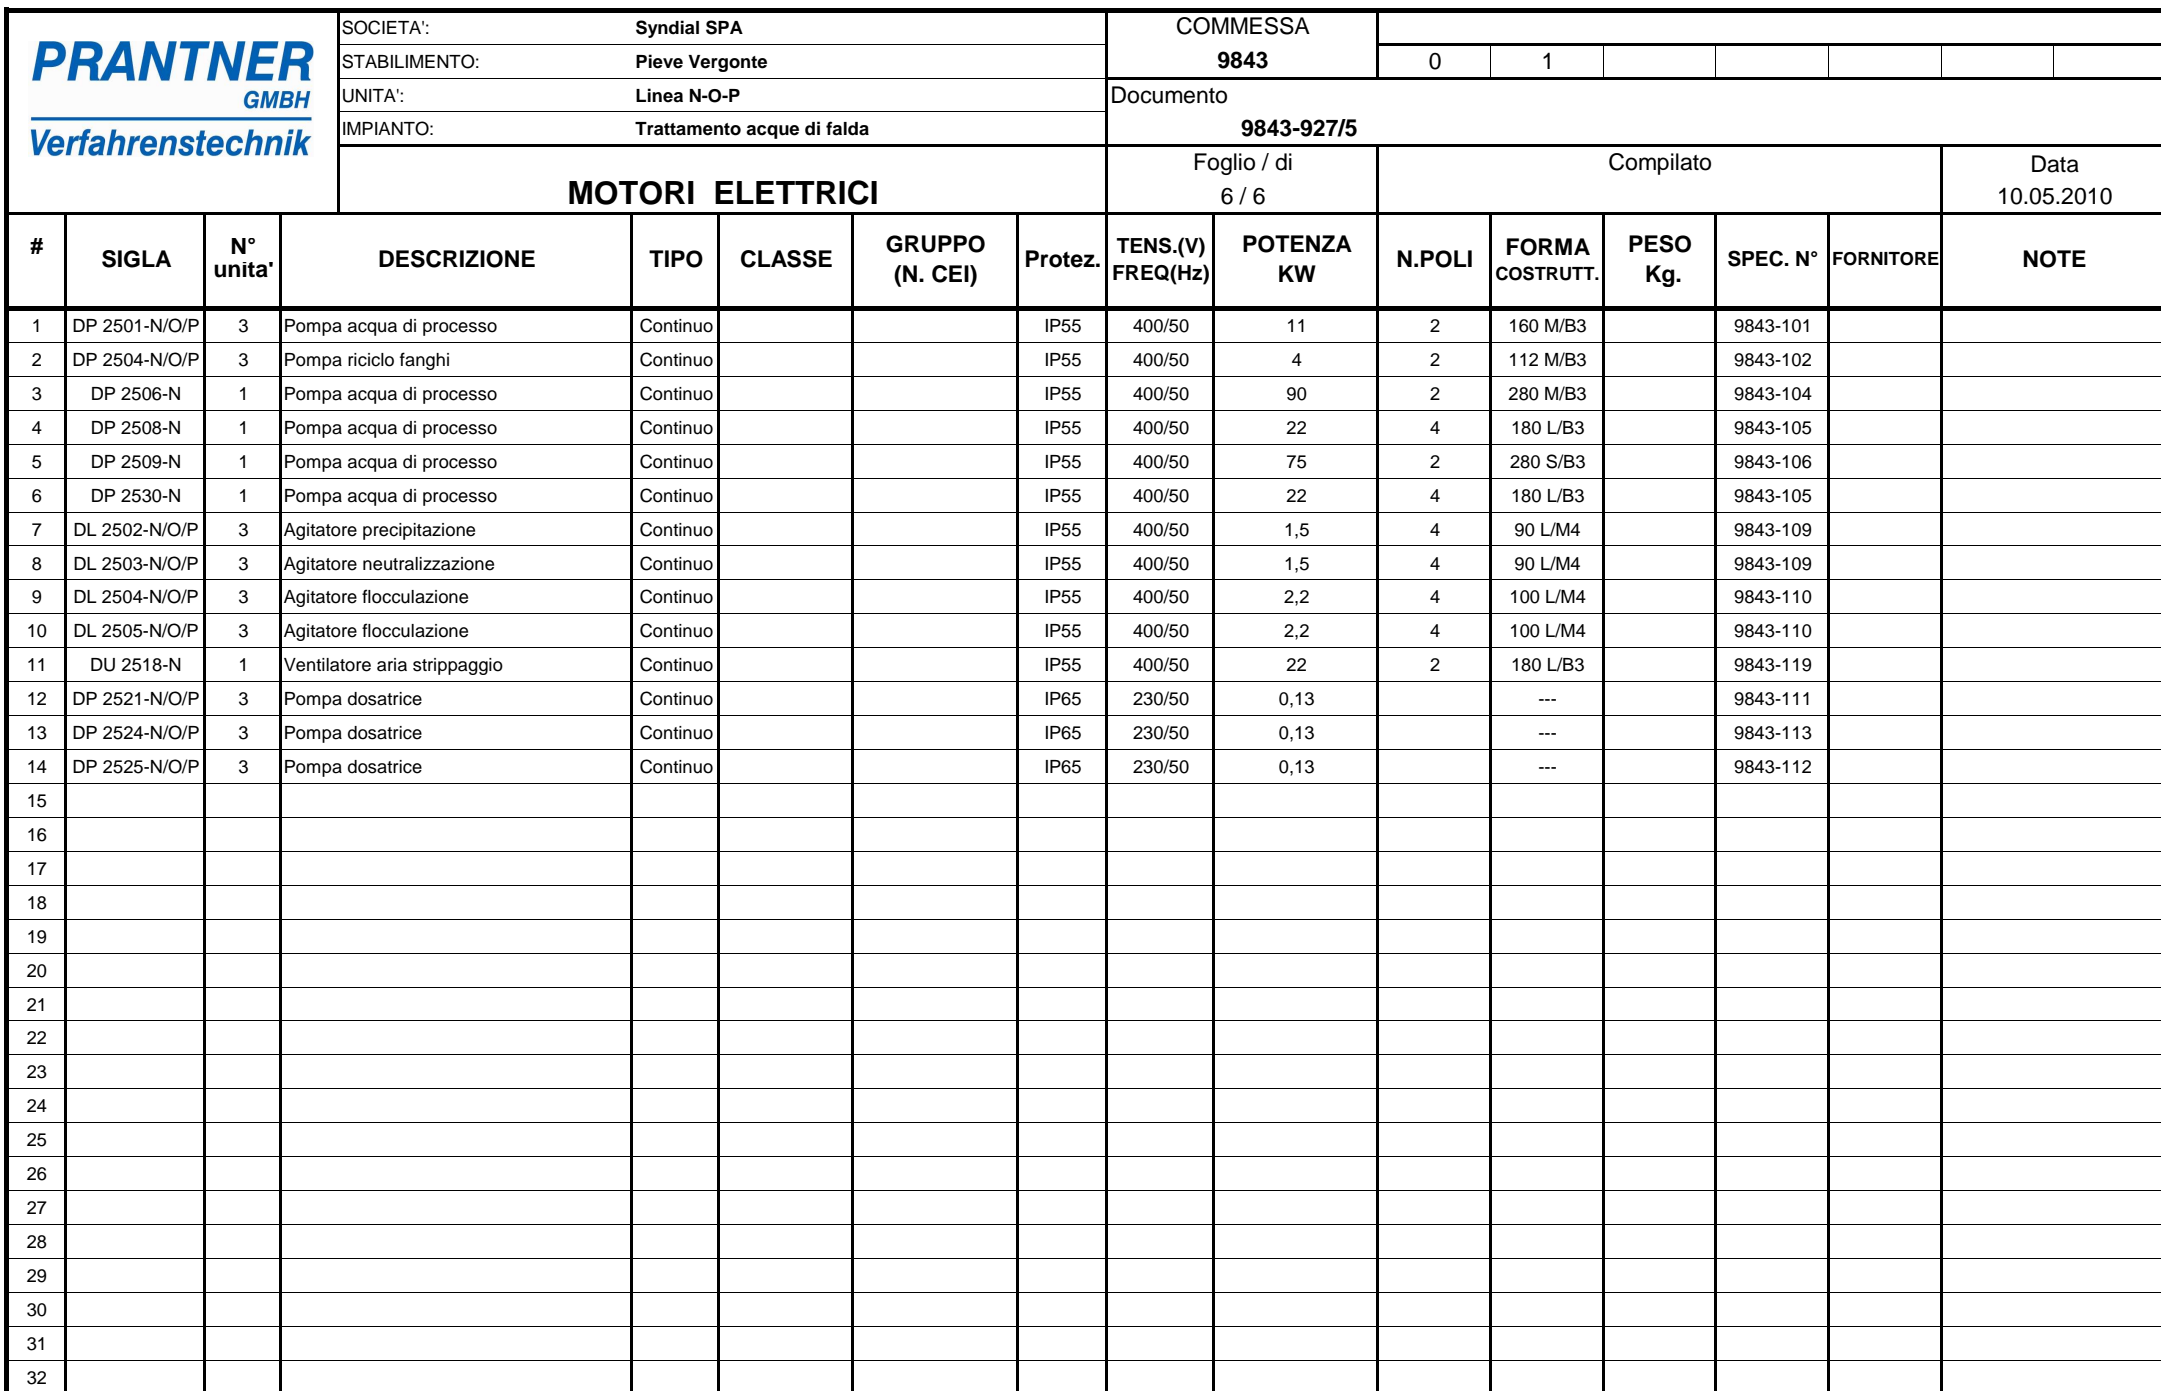 PRANTNER
GMBH
Verfahrenstechnik
SOCIETA': Syndial SPA
STABILIMENTO: Pieve Vergonte
UNITA': Linea N-O-P
IMPIANTO: Trattamento acque di falda
MOTORI ELETTRICI
COMMESSA
9843 0 1
Documento
9843-927/5
Foglio / di Compilato Data
6 / 6 10.05.2010
# SIGLA N° unita' DESCRIZIONE TIPO CLASSE GRUPPO (N. CEI) Protez. TENS.(V) FREQ(Hz) POTENZA KW N.POLI FORMA COSTRUTT. PESO Kg. SPEC. N° FORNITORE NOTE
1 DP 2501-N/O/P 3 Pompa acqua di processo Continuo IP55 400/50 11 2 160 M/B3 9843-101
2 DP 2504-N/O/P 3 Pompa riciclo fanghi Continuo IP55 400/50 4 2 112 M/B3 9843-102
3 DP 2506-N 1 Pompa acqua di processo Continuo IP55 400/50 90 2 280 M/B3 9843-104
4 DP 2508-N 1 Pompa acqua di processo Continuo IP55 400/50 22 4 180 L/B3 9843-105
5 DP 2509-N 1 Pompa acqua di processo Continuo IP55 400/50 75 2 280 S/B3 9843-106
6 DP 2530-N 1 Pompa acqua di processo Continuo IP55 400/50 22 4 180 L/B3 9843-105
7 DL 2502-N/O/P 3 Agitatore precipitazione Continuo IP55 400/50 1,5 4 90 L/M4 9843-109
8 DL 2503-N/O/P 3 Agitatore neutralizzazione Continuo IP55 400/50 1,5 4 90 L/M4 9843-109
9 DL 2504-N/O/P 3 Agitatore flocculazione Continuo IP55 400/50 2,2 4 100 L/M4 9843-110
10 DL 2505-N/O/P 3 Agitatore flocculazione Continuo IP55 400/50 2,2 4 100 L/M4 9843-110
11 DU 2518-N 1 Ventilatore aria strippaggio Continuo IP55 400/50 22 2 180 L/B3 9843-119
12 DP 2521-N/O/P 3 Pompa dosatrice Continuo IP65 230/50 0,13 --- 9843-111
13 DP 2524-N/O/P 3 Pompa dosatrice Continuo IP65 230/50 0,13 --- 9843-113
14 DP 2525-N/O/P 3 Pompa dosatrice Continuo IP65 230/50 0,13 --- 9843-112
15
16
17
18
19
20
21
22
23
24
25
26
27
28
29
30
31
32